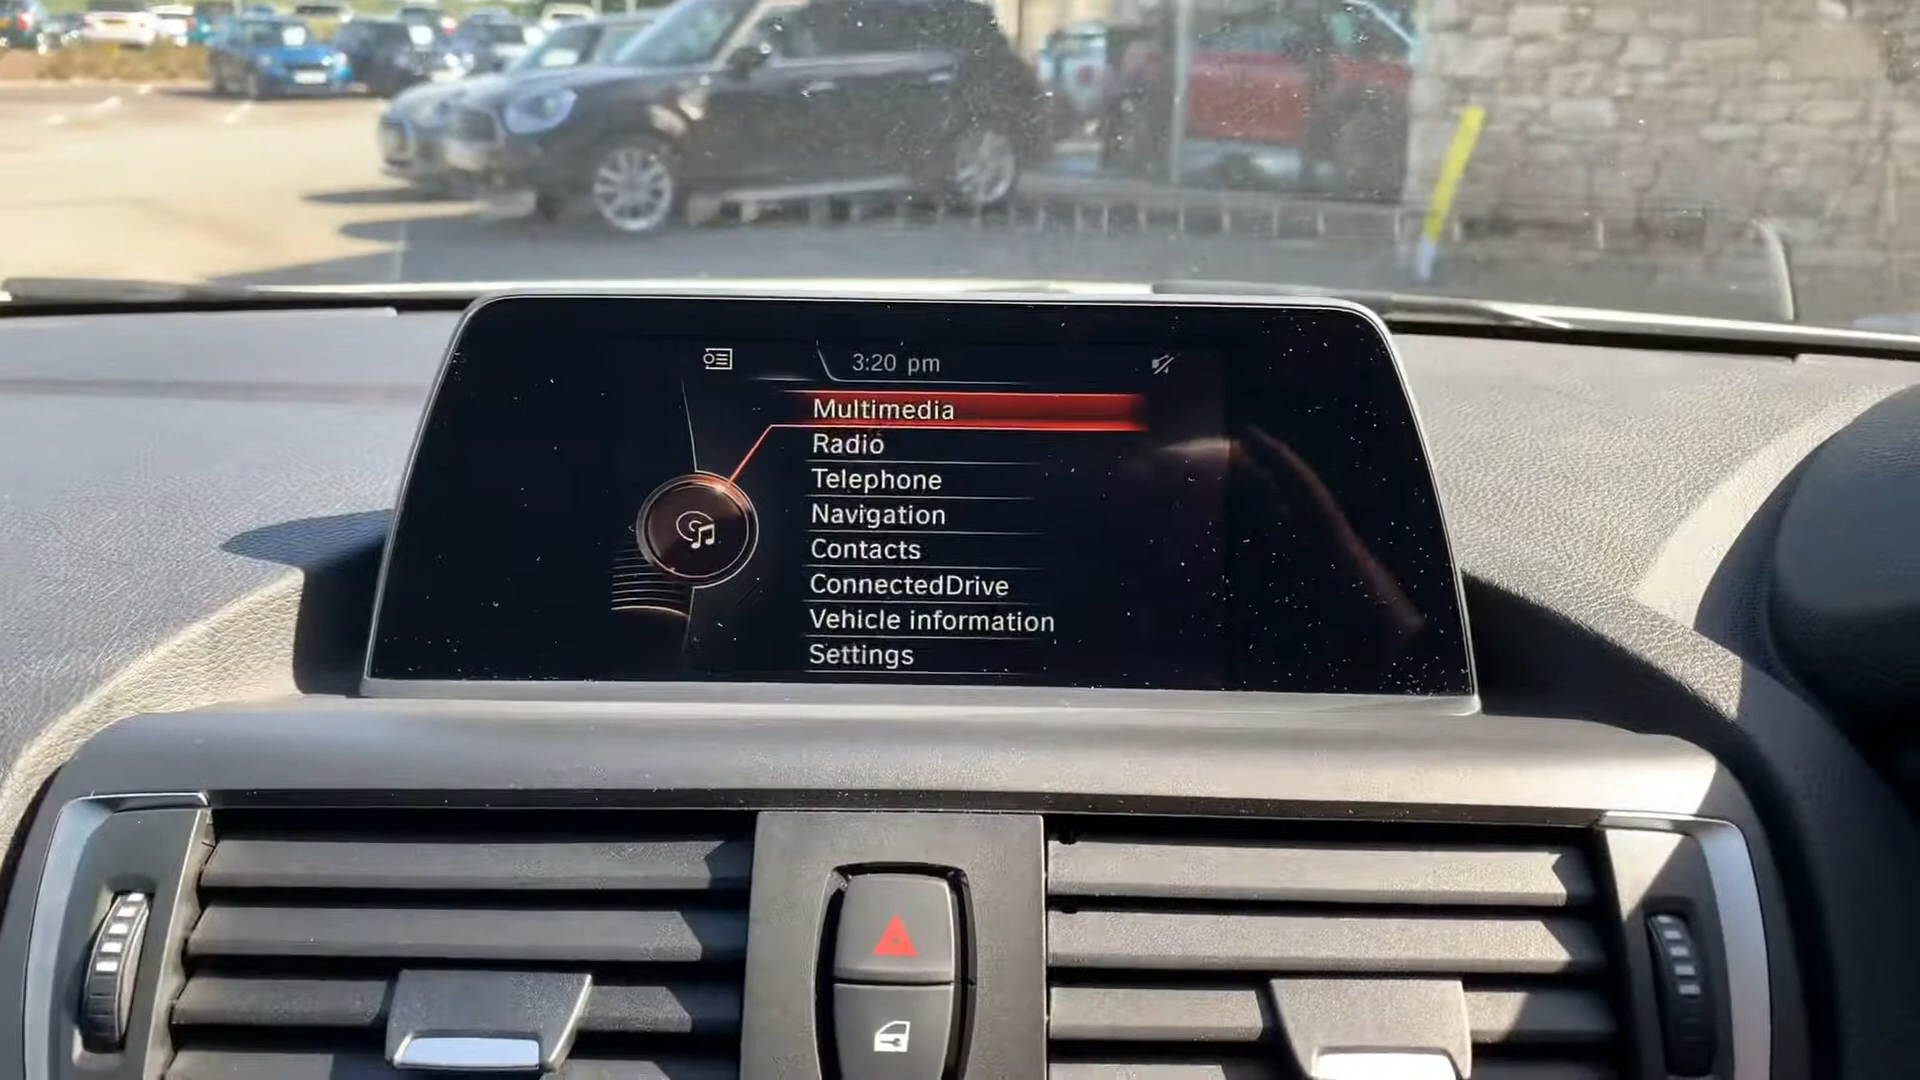 3:20 pm
Multimedia
Radio
Telephone
Navigation
Contacts
ConnectedDrive
Vehicle information
Settings